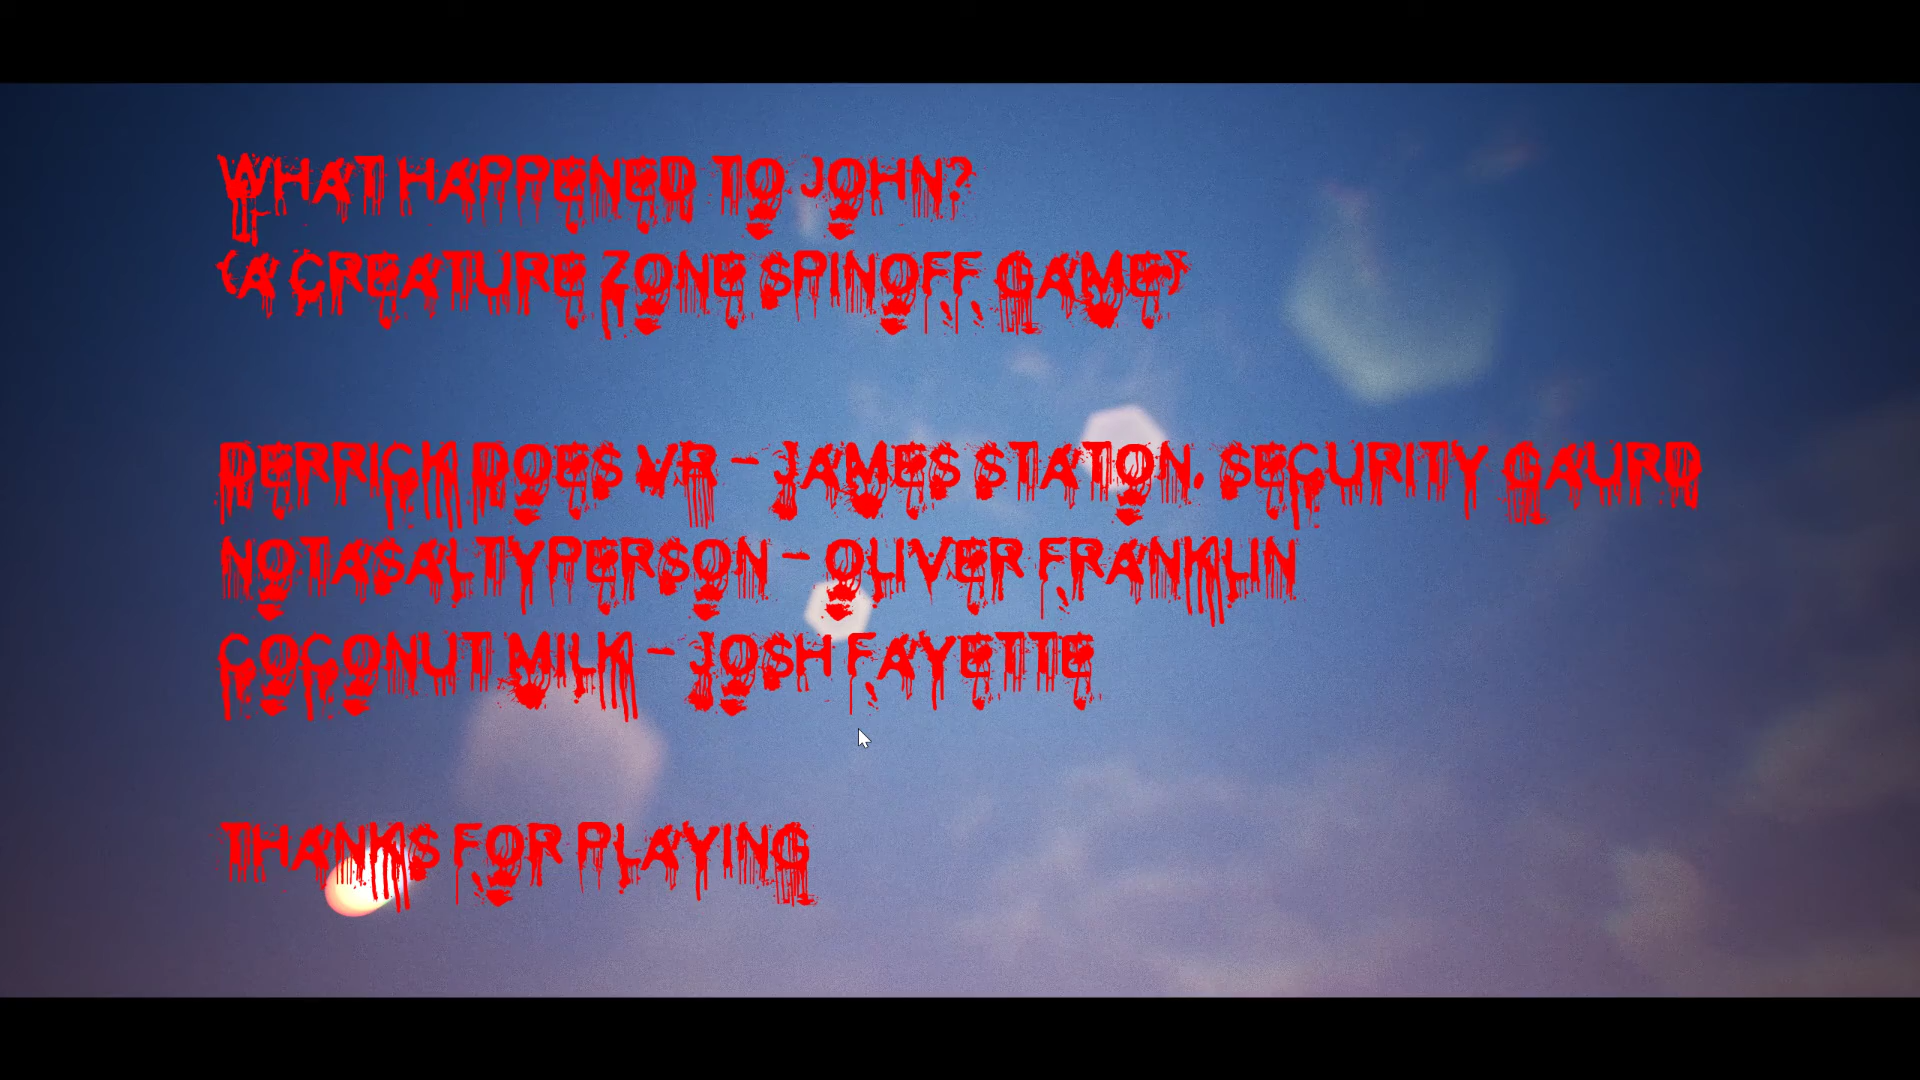 WHAT HAPPENED TO JOHN?
(A CREATURE ZONE SPINOFF GAME)
DERRICK DOES VR - JAMES STATON, SECURITY GAURD
NOTASALTYPERSON - OLIVER FRANKLIN
COCONUT MILK - JOSH FAYETTE
THANKS FOR PLAYING